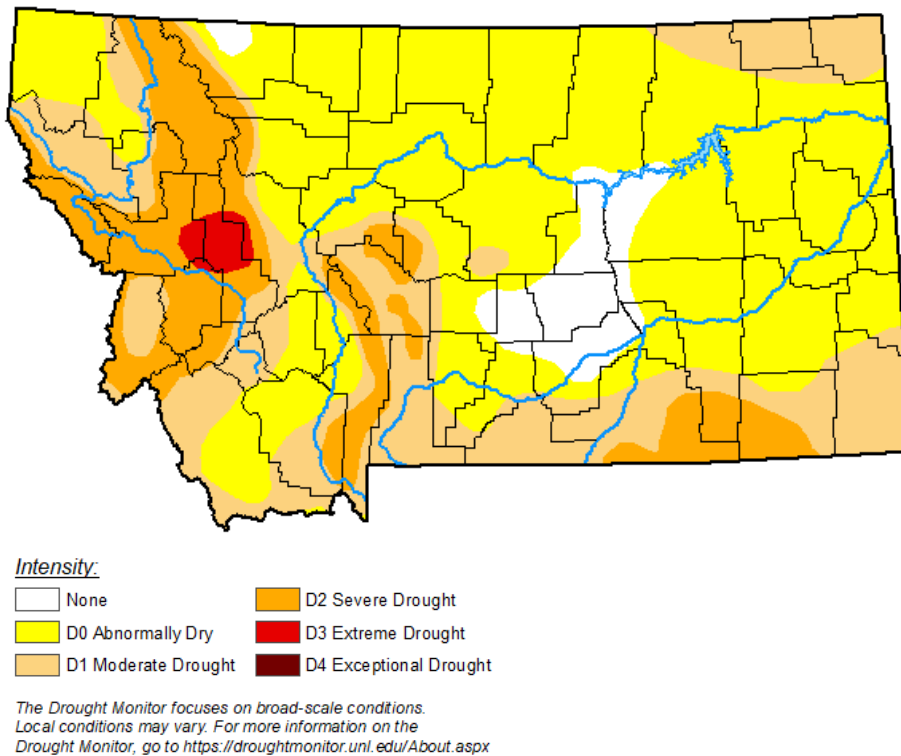 Intensity:
None
D0 Abnormally Dry
D1 Moderate Drought
D2 Severe Drought
D3 Extreme Drought
D4 Exceptional Drought
The Drought Monitor focuses on broad-scale conditions.
Local conditions may vary. For more information on the
Drought Monitor, go to https://droughtmonitor.unl.edu/About.aspx